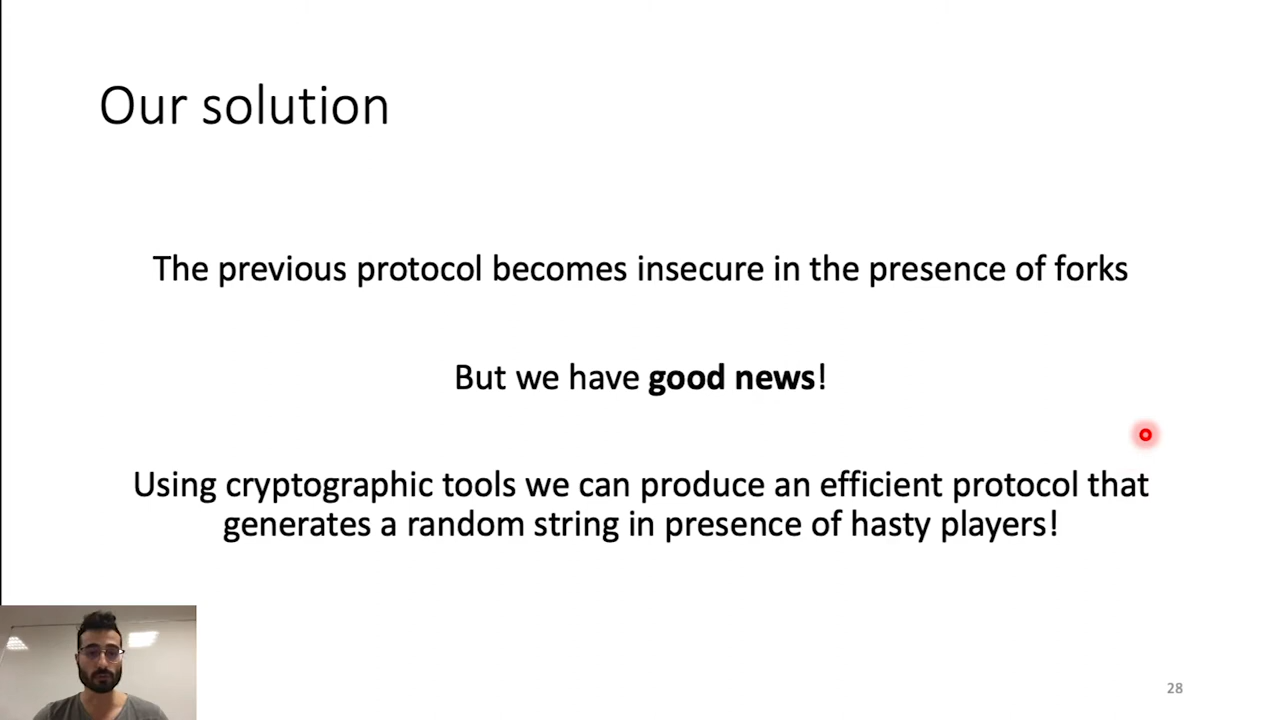 Our solution
The previous protocol becomes insecure in the presence of forks
But we have good news!
Using cryptographic tools we can produce an efficient protocol that
generates a random string in presence of hasty players!
28